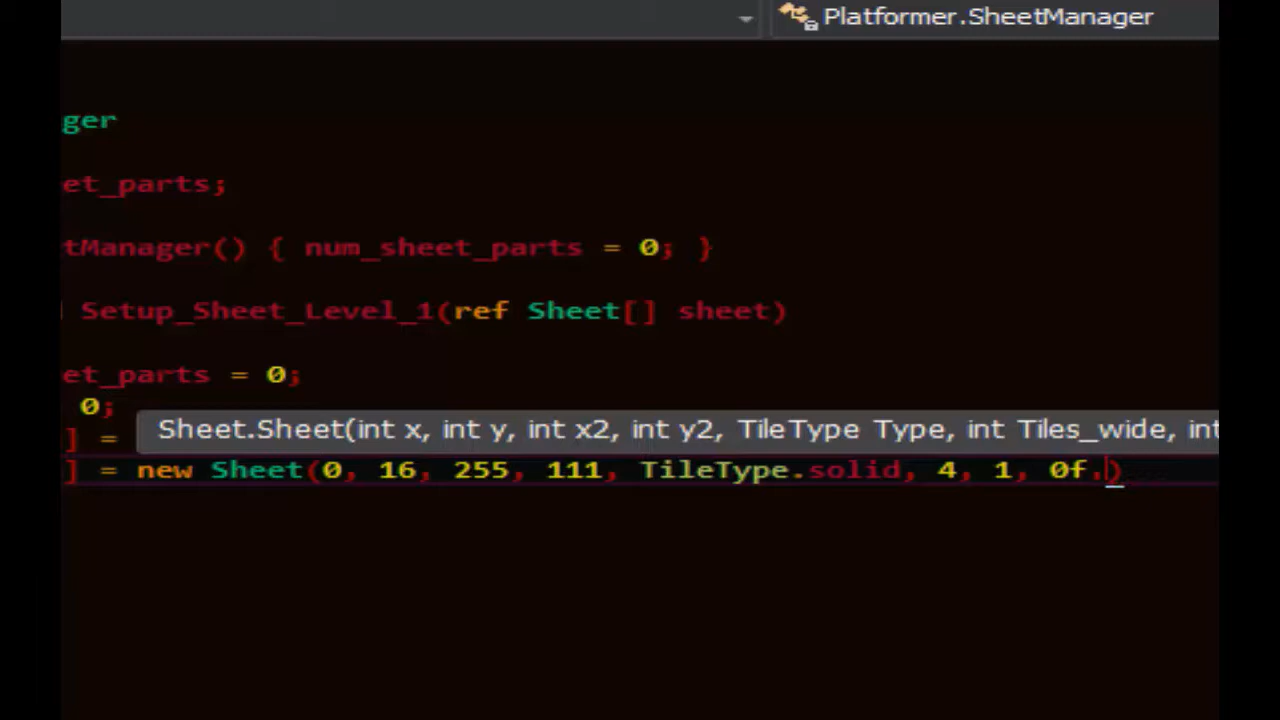 Platformer.SheetManager
ger
et_parts;
tManager() { num_sheet_parts = 0; }
Setup_Sheet_Level_1(ref Sheet[] sheet)
et_parts = 0;
0;
] =
Sheet.Sheet(int x, int y, int x2, int y2, TileType Type, int Tiles_wide, int
] = new Sheet(0, 16, 255, 111, TileType.solid, 4, 1, 0f,)